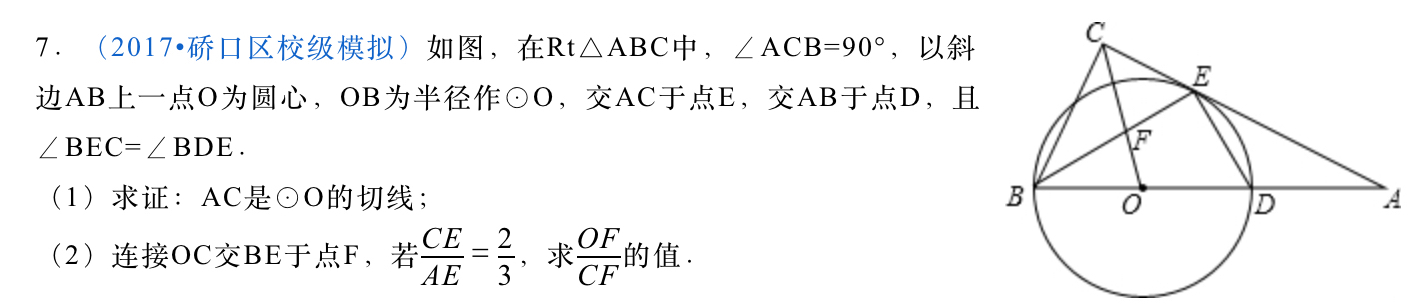 7．（2017•硚口区校级模拟）如图，在Rt△ABC中，∠ACB=90°，以斜
边AB上一点O为圆心，OB为半径作⊙O，交AC于点E，交AB于点D，且
∠BEC=∠BDE．
（1）求证：AC是⊙O的切线；
（2）连接OC交BE于点F，若CE/AE=2/3，求OF/CF的值．
C
E
F
B
O
D
A